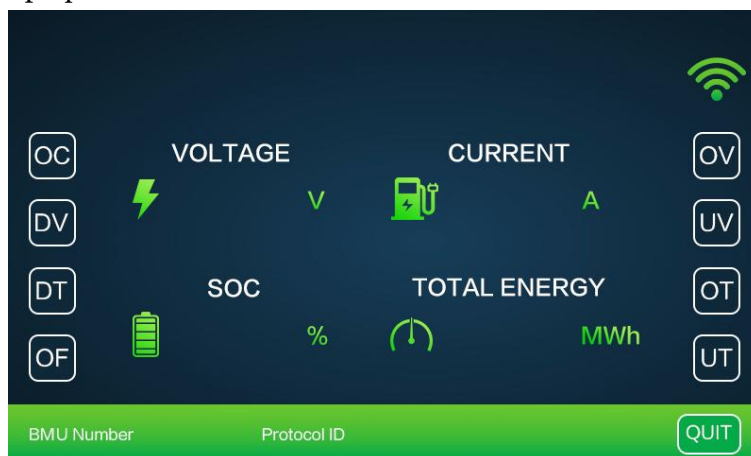 OC
VOLTAGE
CURRENT
OV
V
A
DV
UV
DT
SOC
TOTAL ENERGY
OT
%
MWh
OF
UT
BMU Number
Protocol ID
QUIT